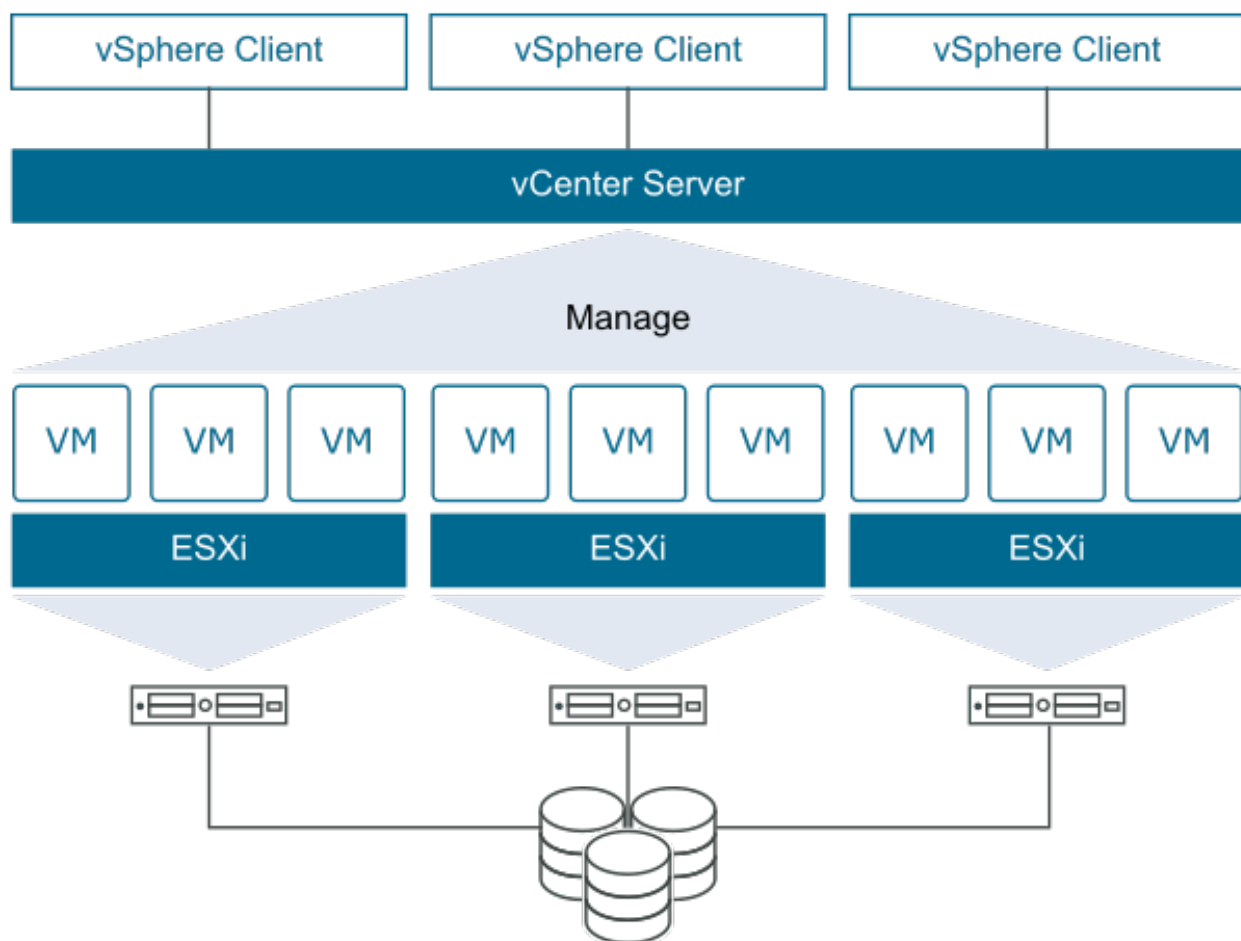 vSphere Client vSphere Client vSphere Client
vCenter Server
Manage
VM VM VM VM VM VM VM VM VM
ESXi ESXi ESXi